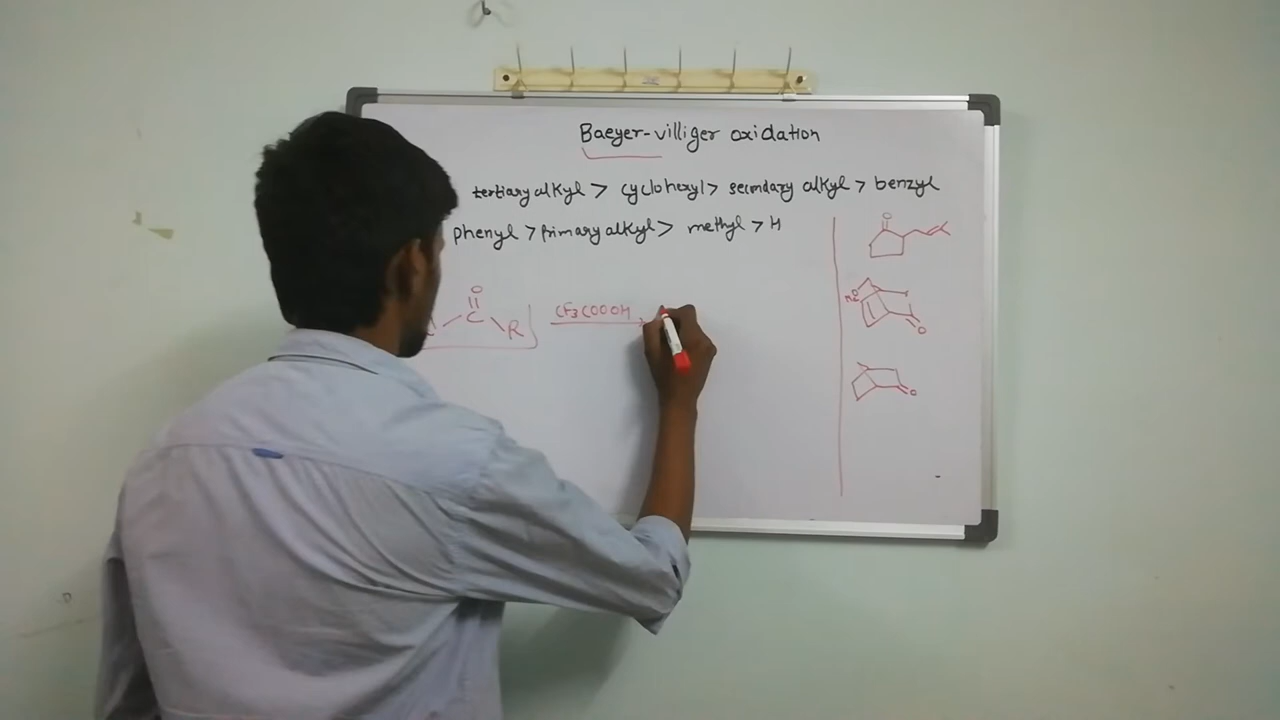 Baeyer-villiger oxidation
tertiary alkyl > cyclohexyl > secondary alkyl > benzyl
phenyl > primary alkyl > methyl > H
O
C
R
CF3COOOH
O
O
O